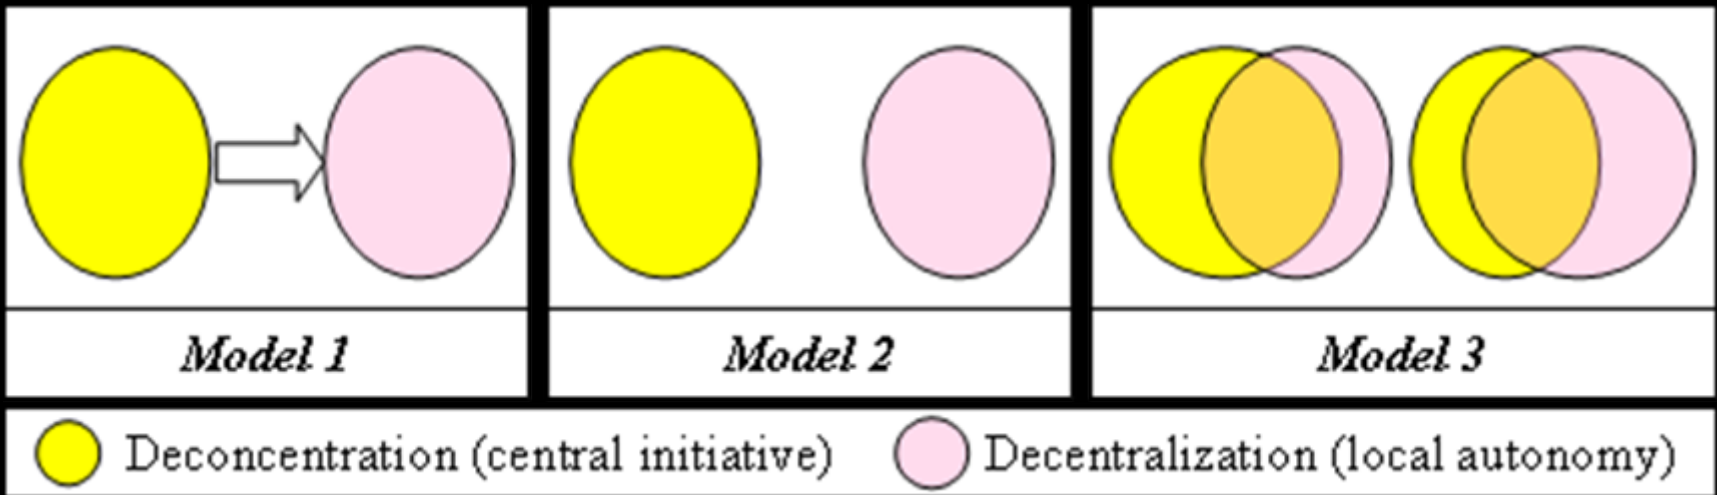 Model 1
Model 2
Model 3
Deconcentration (central initiative)
Decentralization (local autonomy)